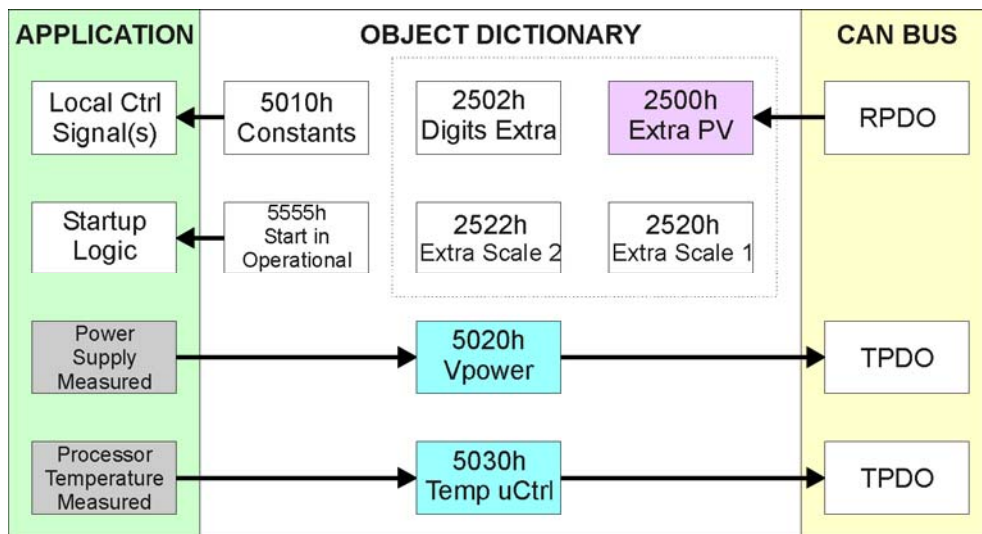 APPLICATION
OBJECT DICTIONARY
CAN BUS
Local Ctrl
Signal(s)
5010h
Constants
2502h
Digits Extra
2500h
Extra PV
RPDO
Startup
Logic
5555h
Start in
Operational
2522h
Extra Scale 2
2520h
Extra Scale 1
Power
Supply
Measured
5020h
Vpower
TPDO
Processor
Temperature
Measured
5030h
Temp uCtrl
TPDO